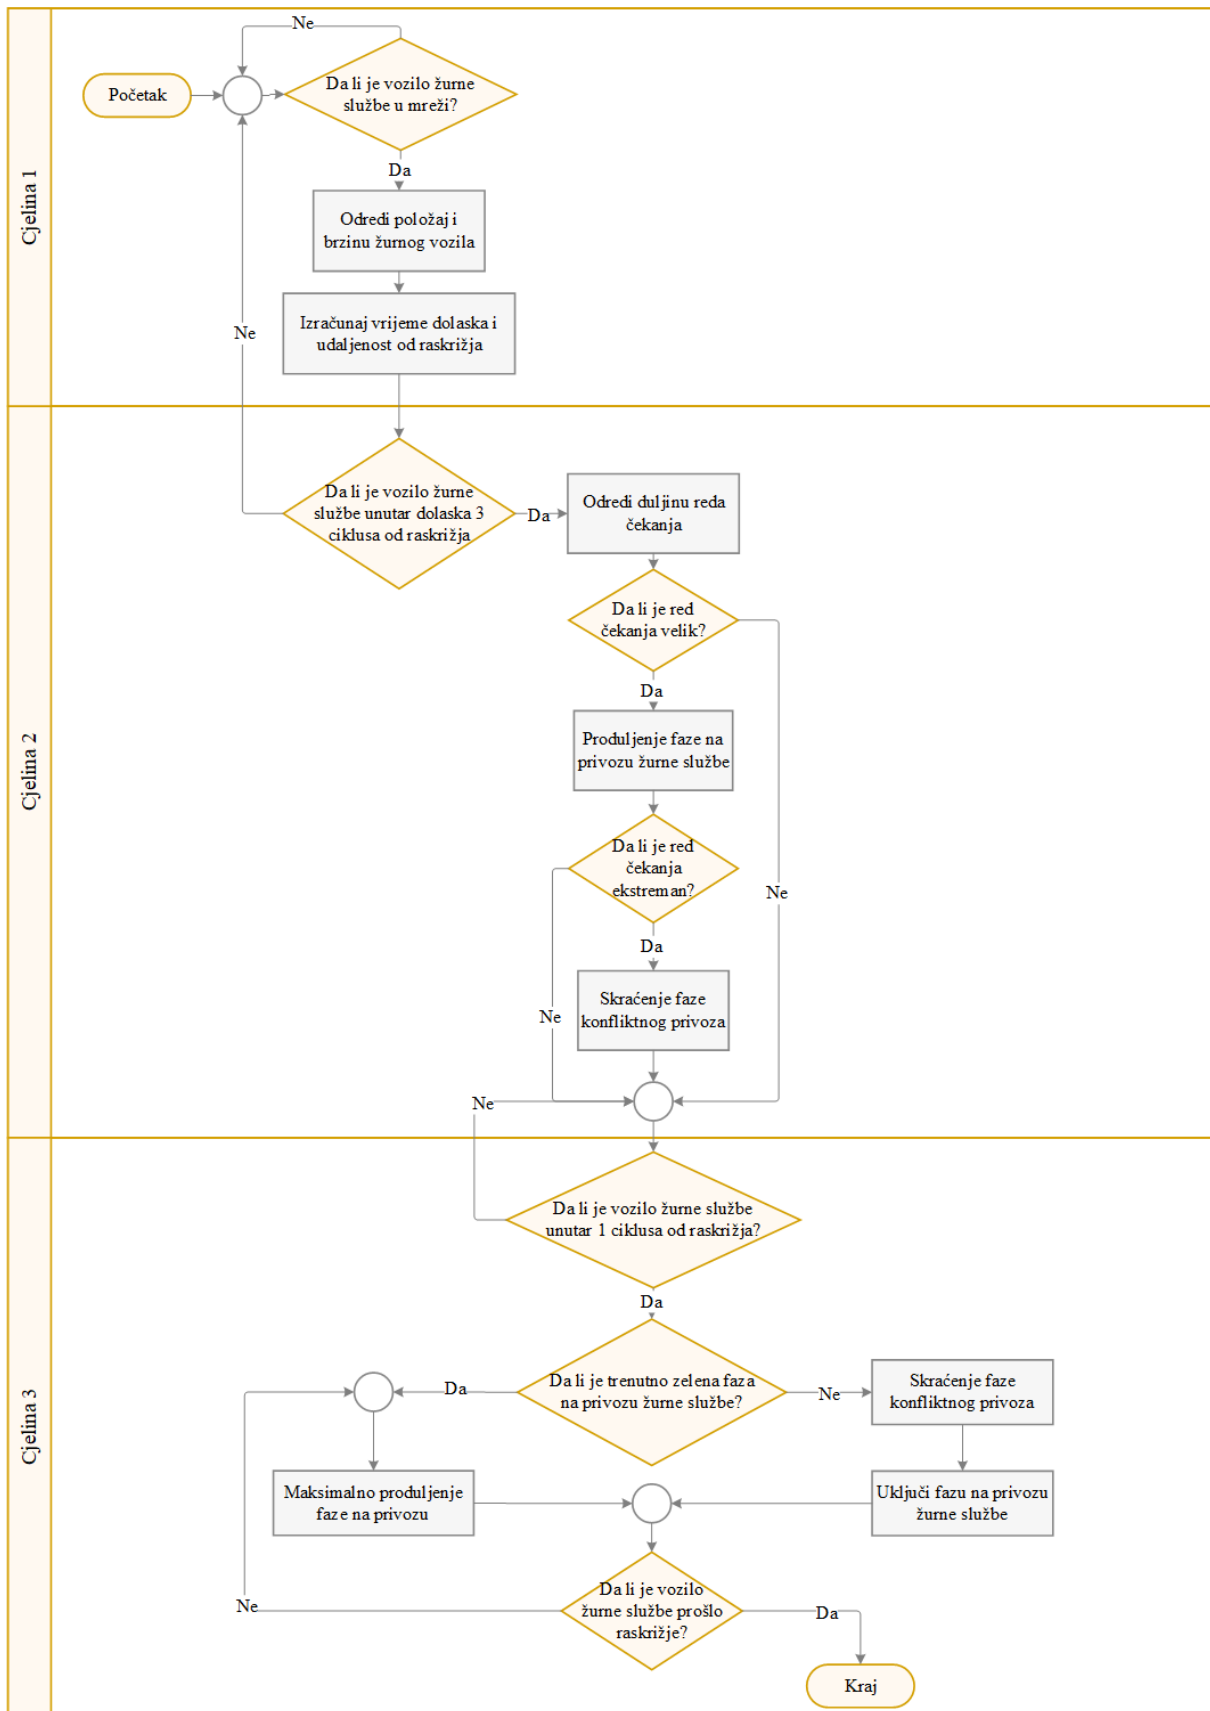 Cjelina 1
Ne
Početak
Da li je vozilo žurne
službe u mreži?
Da
Odredi položaj i
brzinu žurnog vozila
Ne
Izračunaj vrijeme dolaska i
udaljenost od raskrižja
Cjelina 2
Da li je vozilo žurne
službe unutar dolaska 3
ciklusa od raskrižja
Da
Odredi duljinu reda
čekanja
Da li je red
čekanja velik?
Da
Produljenje faze na
privozu žurne službe
Da li je red
čekanja
ekstreman?
Ne
Da
Skraćenje faze
konfliktnog privoza
Ne
Ne
Cjelina 3
Da li je vozilo žurne službe
unutar 1 ciklusa od raskrižja?
Da
Da li je trenutno zelena faza
na privozu žurne službe?
Da
Ne
Skraćenje faze
konfliktnog privoza
Maksimalno produljenje
faze na privozu
Uključi fazu na privozu
žurne službe
Da li je vozilo
žurne službe prošlo
raskrižje?
Ne
Da
Kraj